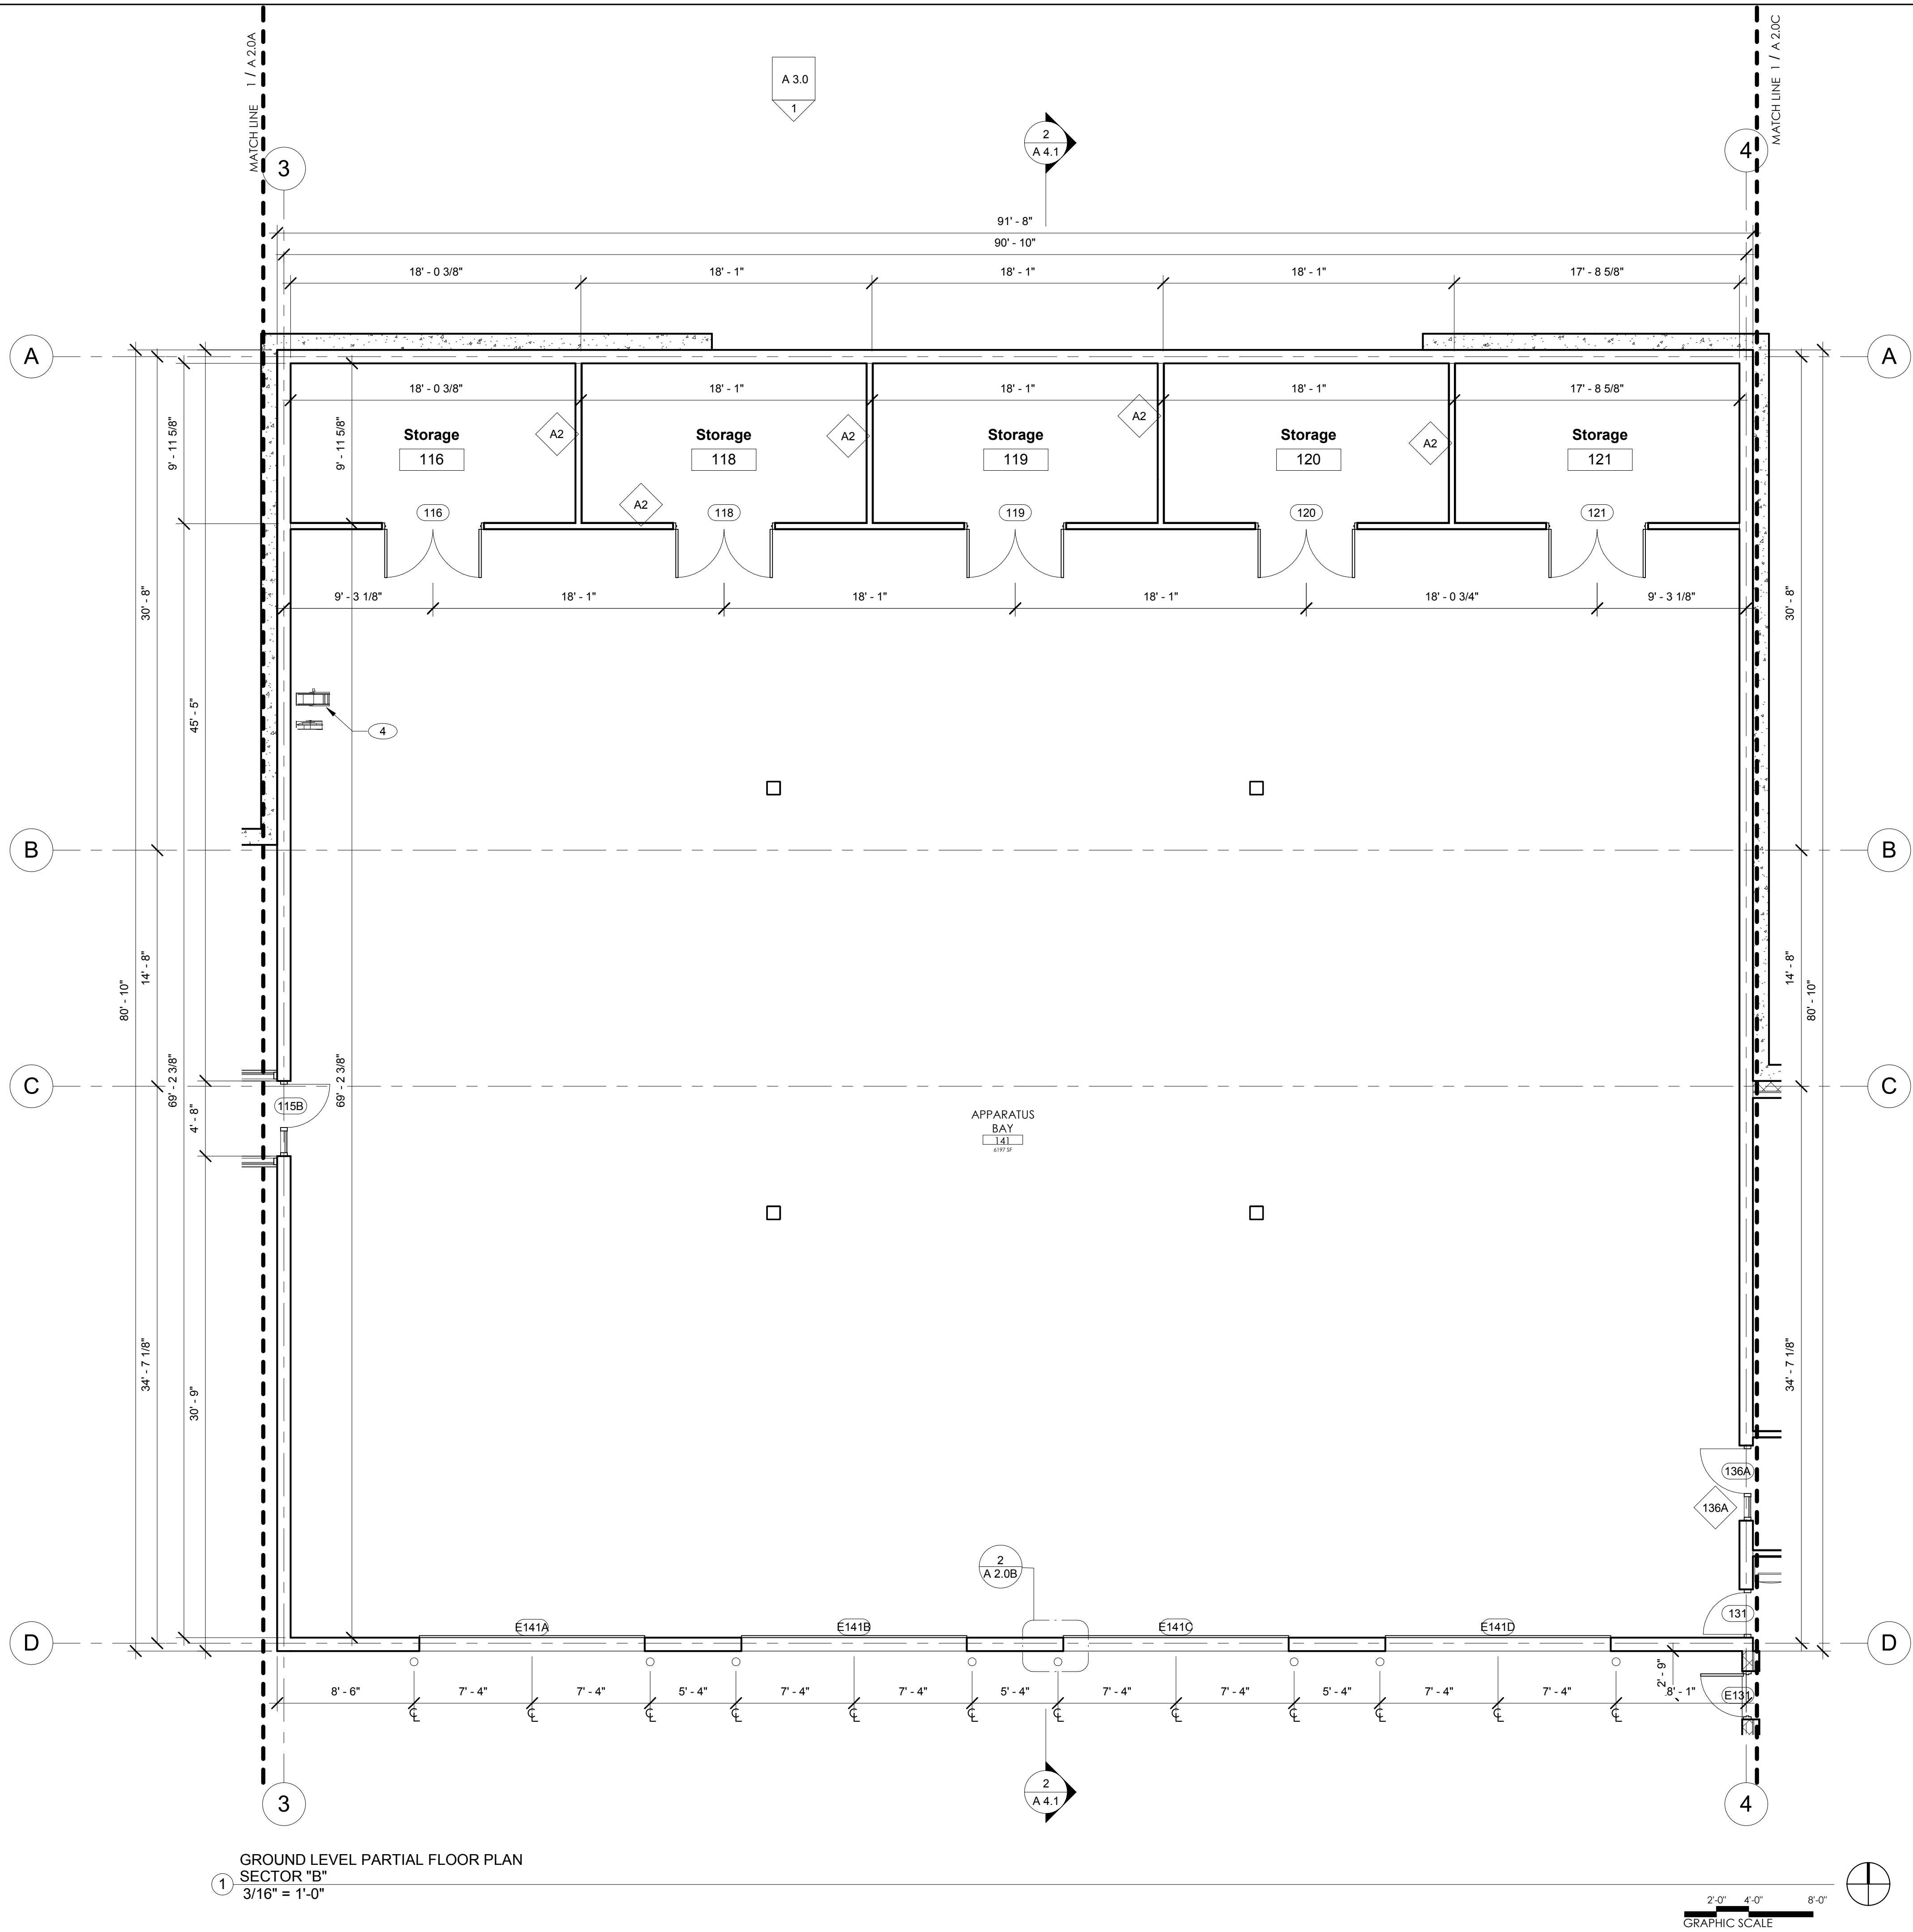 MATCH LINE 1 / A 2.0A
MATCH LINE 1 / A 2.0C
A 3.0
1
2
A 4.1
3
4
91' - 8"
90' - 10"
18' - 0 3/8"
18' - 1"
18' - 1"
18' - 1"
17' - 8 5/8"
A
A
18' - 0 3/8"
18' - 1"
18' - 1"
18' - 1"
17' - 8 5/8"
9' - 11 5/8"
9' - 11 5/8"
Storage
116
A2
Storage
118
A2
Storage
119
A2
Storage
120
A2
Storage
121
A2
116
118
119
120
121
9' - 3 1/8"
18' - 1"
18' - 1"
18' - 1"
18' - 0 3/4"
9' - 3 1/8"
30' - 8"
30' - 8"
45' - 5"
4
B
B
14' - 8"
14' - 8"
80' - 10"
80' - 10"
69' - 2 3/8"
69' - 2 3/8"
C
C
4' - 8"
115B
APPARATUS
BAY
141
6197 SF
34' - 7 1/8"
34' - 7 1/8"
30' - 9"
136A
136A
2
A 2.0B
131
E141A
E141B
E141C
E141D
D
D
2' - 9"
8' - 6"
7' - 4"
7' - 4"
5' - 4"
7' - 4"
7' - 4"
5' - 4"
7' - 4"
7' - 4"
5' - 4"
7' - 4"
7' - 4"
8' - 1"
E131
℄
℄
℄
℄
℄
℄
℄
℄
℄
℄
℄
℄
3
2
A 4.1
4
GROUND LEVEL PARTIAL FLOOR PLAN
1
SECTOR "B"
3/16" = 1'-0"
2'-0" 4'-0" 8'-0"
GRAPHIC SCALE